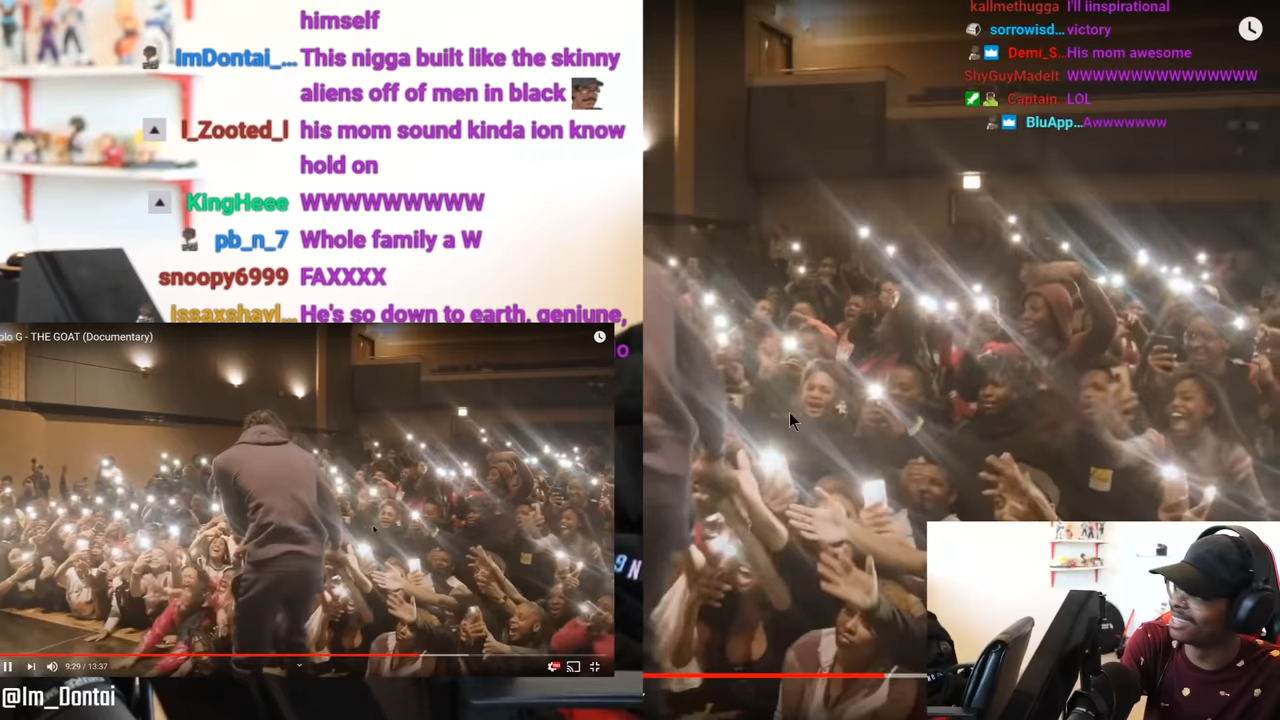 himself
ImDontai_... This nigga built like the skinny
aliens off of men in black
I_Zooted_I his mom sound kinda ion know
hold on
KingHeee WWWWWWWWW
pb_n_7 Whole family a W
snoopy6999 FAXXXX
issaxshayl... He's so down to earth, geniune,
olo G - THE GOAT (Documentary)
9:29 / 13:37
@Im_Dontai
kallmethugga I'll iinspirational
sorrowisd... victory
Demi_S... His mom awesome
ShyGuyMadeIt WWWWWWWWWWWWWWW
Captain LOL
BluApp... Awwwwwww